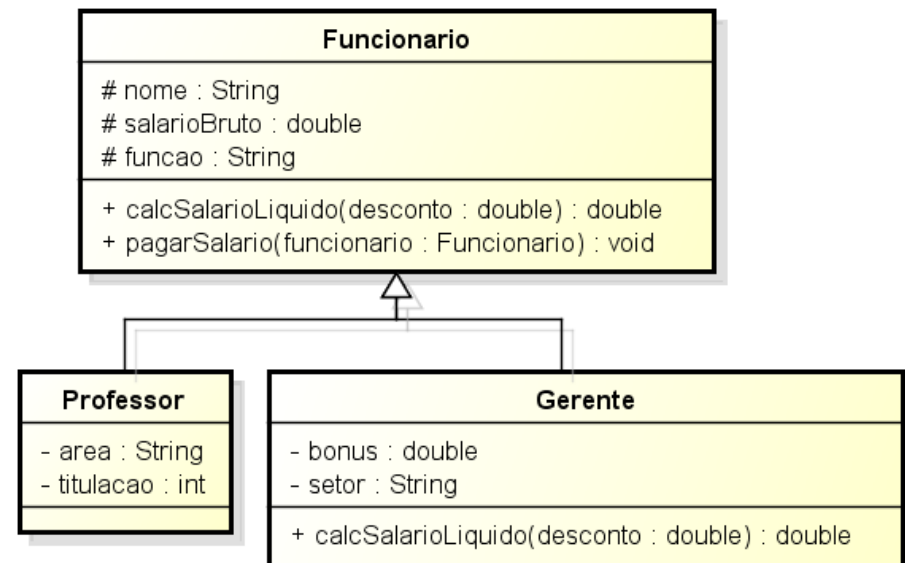 Funcionario
# nome : String
# salarioBruto : double
# funcao : String
+ calcSalarioLiquido(desconto : double) : double
+ pagarSalario(funcionario : Funcionario) : void
Professor
- area : String
- titulacao : int
Gerente
- bonus : double
- setor : String
+ calcSalarioLiquido(desconto : double) : double